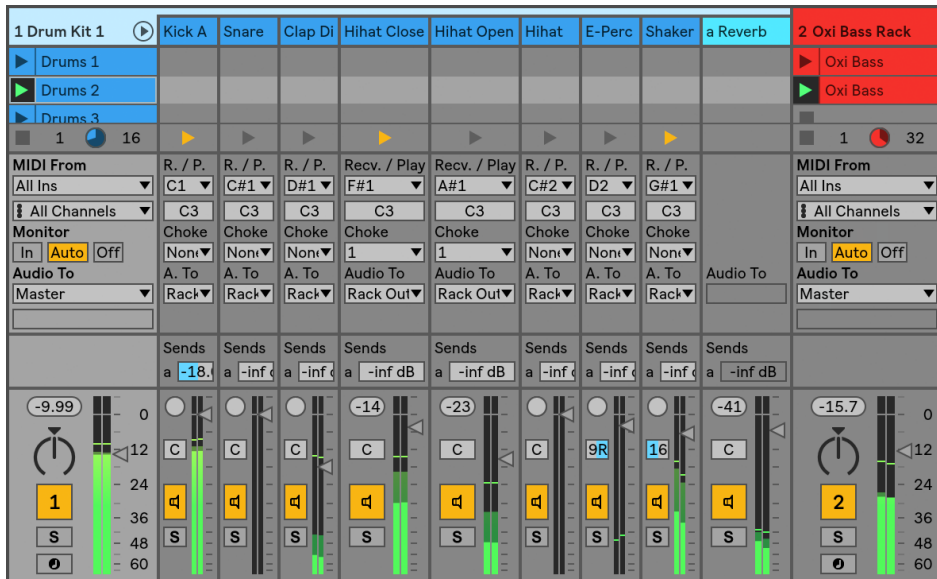 1 Drum Kit 1 Kick A Snare Clap Di Hihat Close Hihat Open Hihat E-Perc Shaker a Reverb 2 Oxi Bass Rack
Drums 1 Oxi Bass
Drums 2 Oxi Bass
Drums 3
1 16 1 32
MIDI From R. / P. R. / P. R. / P. Recv. / Play Recv. / Play R. / P. R. / P. R. / P. MIDI From
All Ins C1 C#1 D#1 F#1 A#1 C#2 D2 G#1 All Ins
All Channels C3 C3 C3 C3 C3 C3 C3 C3 All Channels
Monitor Choke Choke Choke Choke Choke Choke Choke Choke Monitor
In Auto Off None None None 1 1 None None None In Auto Off
Audio To A. To A. To A. To Audio To Audio To A. To A. To A. To Audio To Audio To
Master Rack Rack Rack Rack Out Rack Out Rack Rack Rack Master
Sends Sends Sends Sends Sends Sends Sends Sends Sends
a -18. a -inf a -inf a -inf dB a -inf dB a -inf a -inf a -inf a -inf dB
-9.99 0 -14 -23 -41 -15.7 0
12 C C C C C C 9R 16 C 12
24 24
1 36 2 36
S 48 S S S S S S S S S 48
60 60